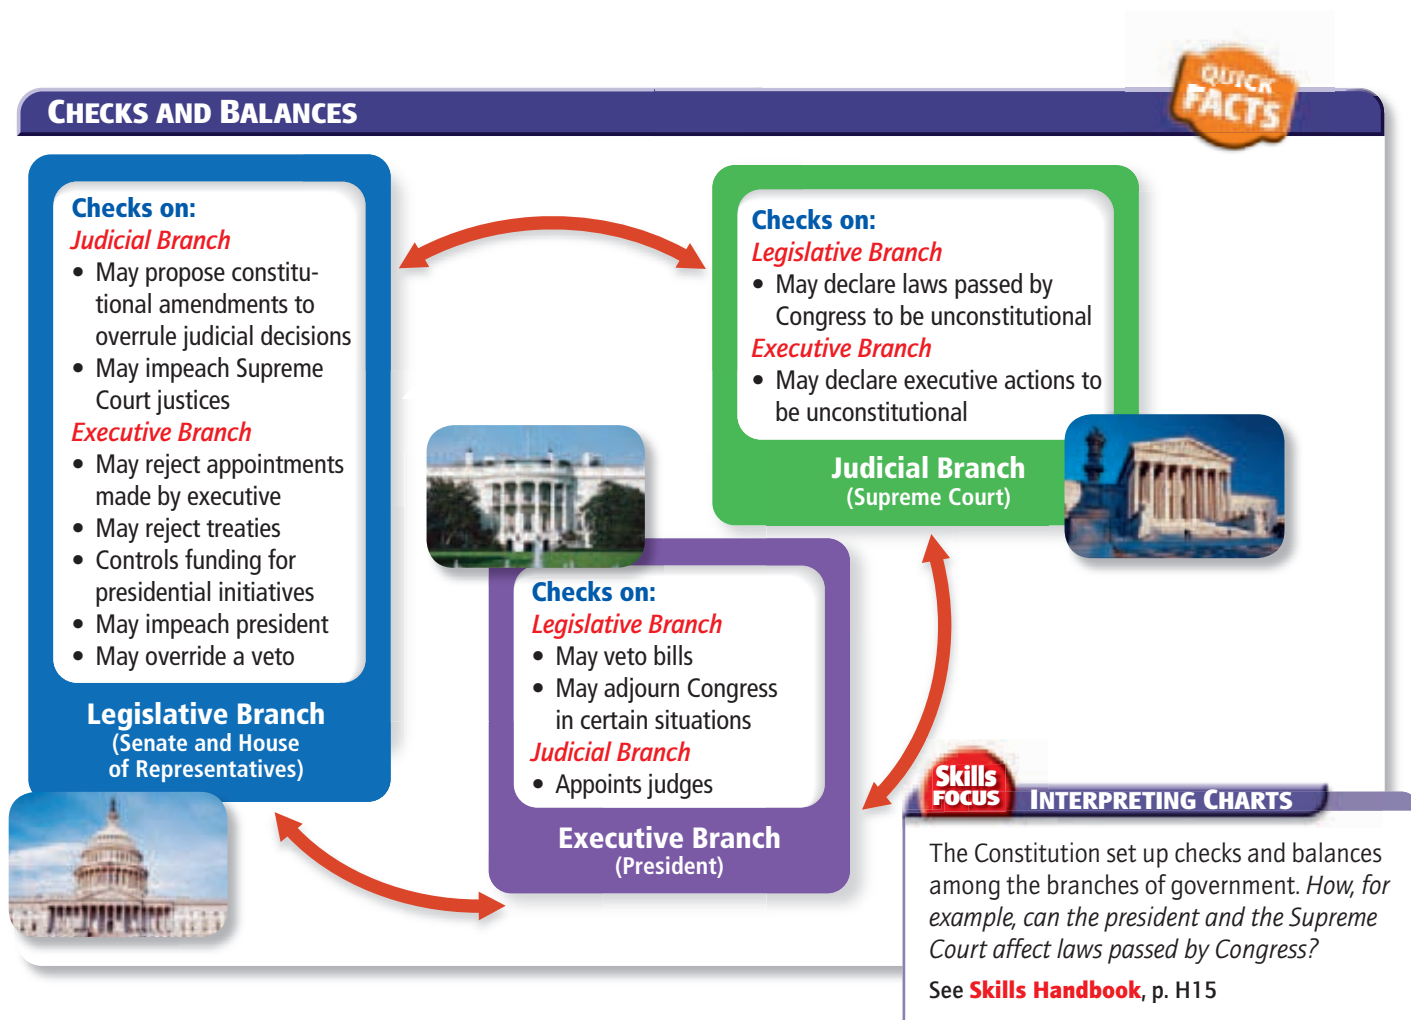 QUICK
FACTS
CHECKS AND BALANCES
Checks on:
Judicial Branch
• May propose constitu-
tional amendments to
overrule judicial decisions
• May impeach Supreme
Court justices
Executive Branch
• May reject appointments
made by executive
• May reject treaties
• Controls funding for
presidential initiatives
• May impeach president
• May override a veto
Legislative Branch
(Senate and House
of Representatives)
Checks on:
Legislative Branch
• May declare laws passed by
Congress to be unconstitutional
Executive Branch
• May declare executive actions to
be unconstitutional
Judicial Branch
(Supreme Court)
Checks on:
Legislative Branch
• May veto bills
• May adjourn Congress
in certain situations
Judicial Branch
• Appoints judges
Executive Branch
(President)
Skills
FOCUS
INTERPRETING CHARTS
The Constitution set up checks and balances
among the branches of government. How, for
example, can the president and the Supreme
Court affect laws passed by Congress?
See Skills Handbook, p. H15